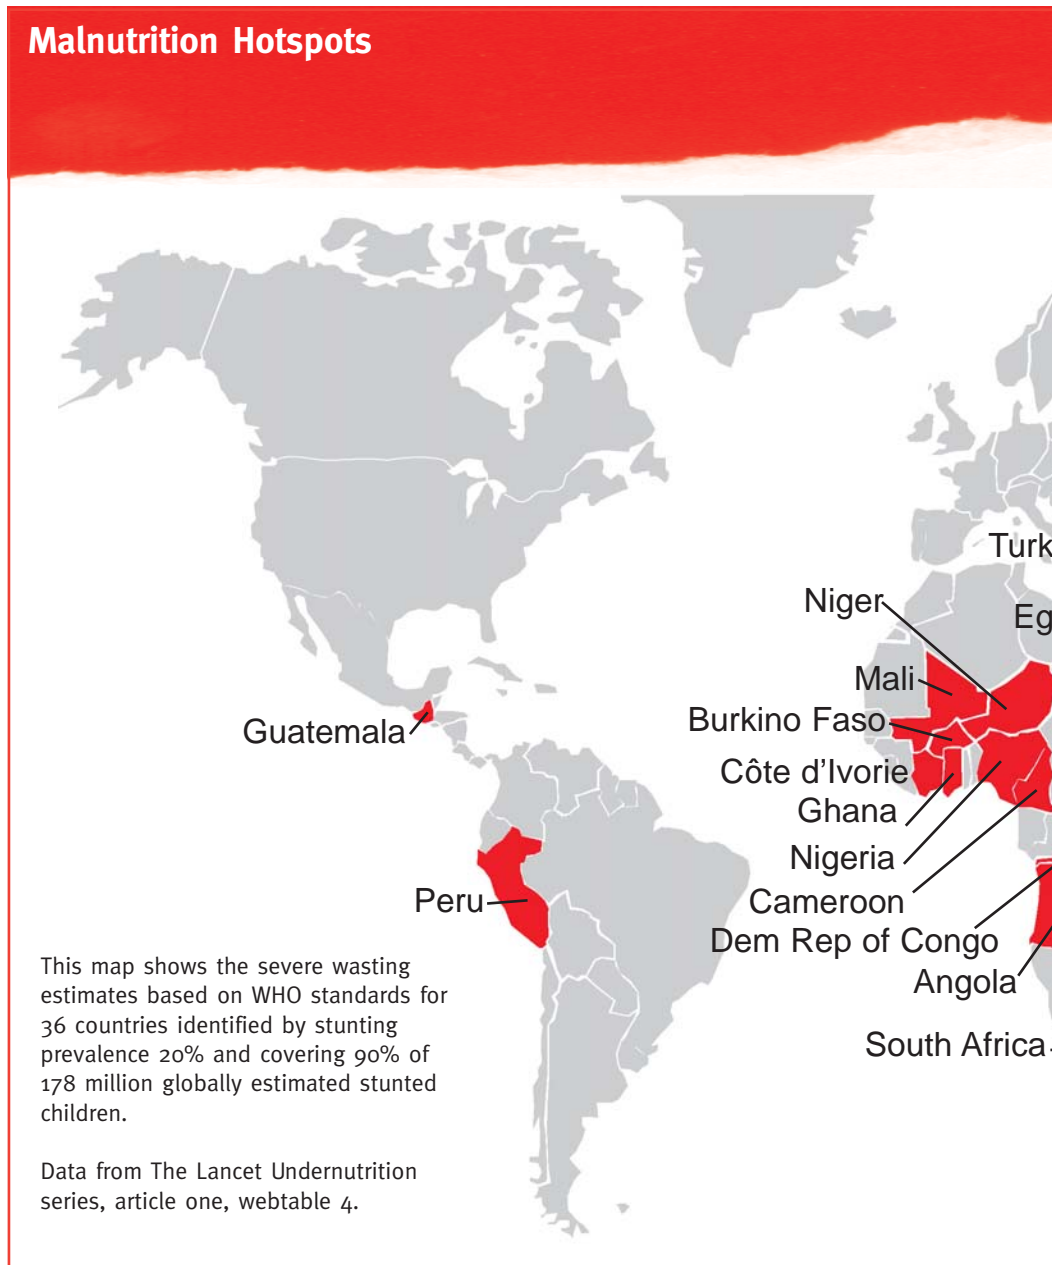 Malnutrition Hotspots
Turk
Niger
Eg
Mali
Burkino Faso
Guatemala
Côte d'Ivorie
Ghana
Nigeria
Peru
Cameroon
Dem Rep of Congo
Angola
South Africa
This map shows the severe wasting
estimates based on WHO standards for
36 countries identified by stunting
prevalence 20% and covering 90% of
178 million globally estimated stunted
children.
Data from The Lancet Undernutrition
series, article one, webtable 4.